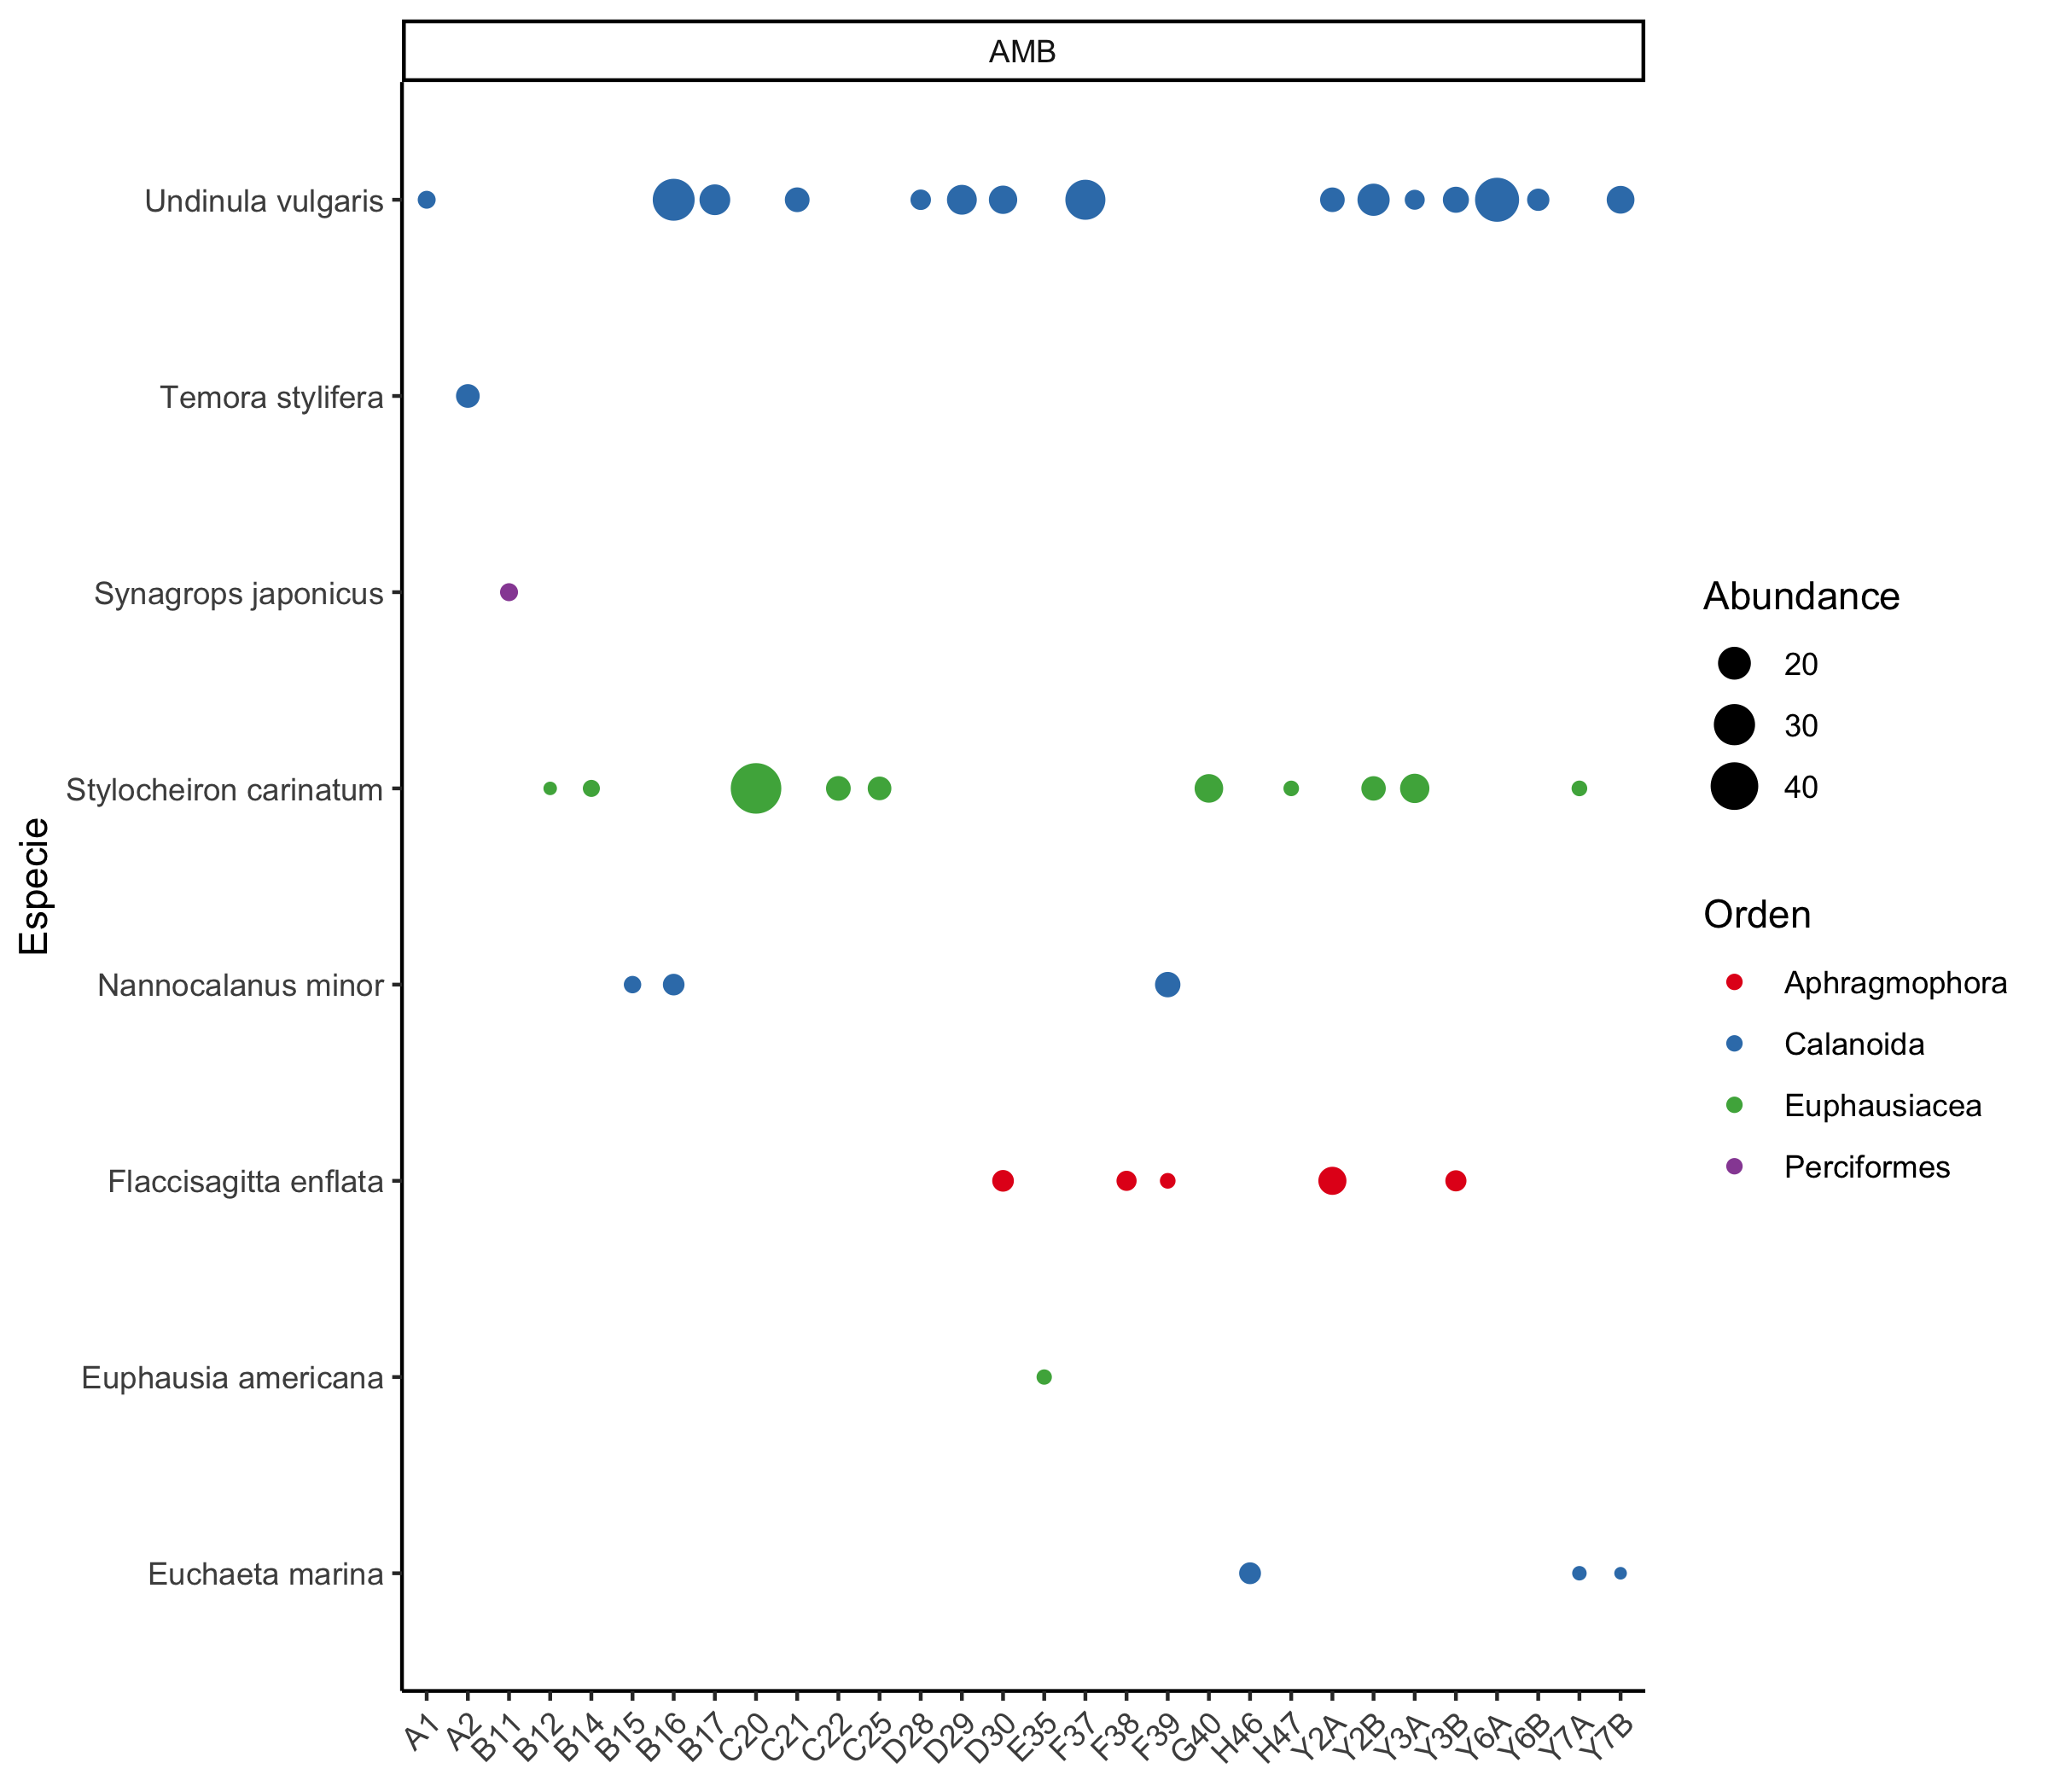 AMB
Especie
Undinula vulgaris
Temora stylifera
Synagrops japonicus
Stylocheiron carinatum
Nannocalanus minor
Flaccisagitta enflata
Euphausia americana
Euchaeta marina
A1 A2 B11 B12 B14 B15 B16 B17 C20 C21 C22 C25 D28 D29 D30 E35 F37 F38 F39 G40 H46 H47 Y2A Y2B Y3A Y3B Y6A Y6B Y7A Y7B
Abundance
20
30
40
Orden
Aphragmophora
Calanoida
Euphausiacea
Perciformes